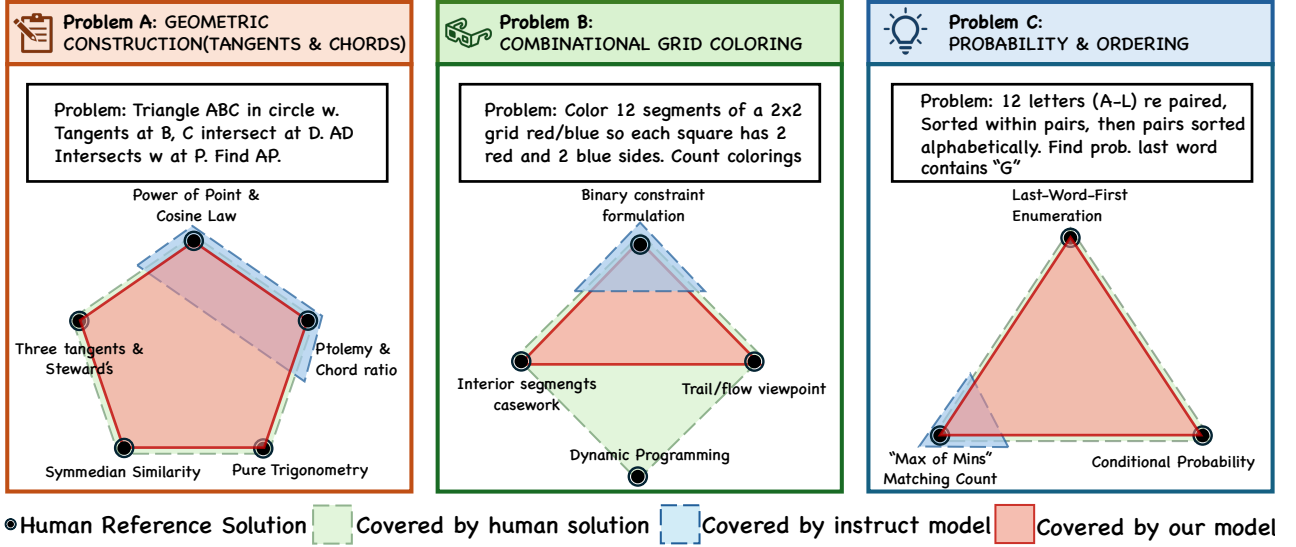 Problem A: GEOMETRIC
CONSTRUCTION(TANGENTS & CHORDS)
Problem: Triangle ABC in circle w.
Tangents at B, C intersect at D. AD
Intersects w at P. Find AP.
Power of Point &
Cosine Law
Three tangents &
Steward's
Ptolemy &
Chord ratio
Symmedian Similarity
Pure Trigonometry
Problem B:
COMBINATIONAL GRID COLORING
Problem: Color 12 segments of a 2x2
grid red/blue so each square has 2
red and 2 blue sides. Count colorings
Binary constraint
formulation
Interior segmengts
casework
Trail/flow viewpoint
Dynamic Programming
Problem C:
PROBABILITY & ORDERING
Problem: 12 letters (A-L) re paired,
Sorted within pairs, then pairs sorted
alphabetically. Find prob. last word
contains "G"
Last-Word-First
Enumeration
"Max of Mins"
Matching Count
Conditional Probability
Human Reference Solution
Covered by human solution
Covered by instruct model
Covered by our model